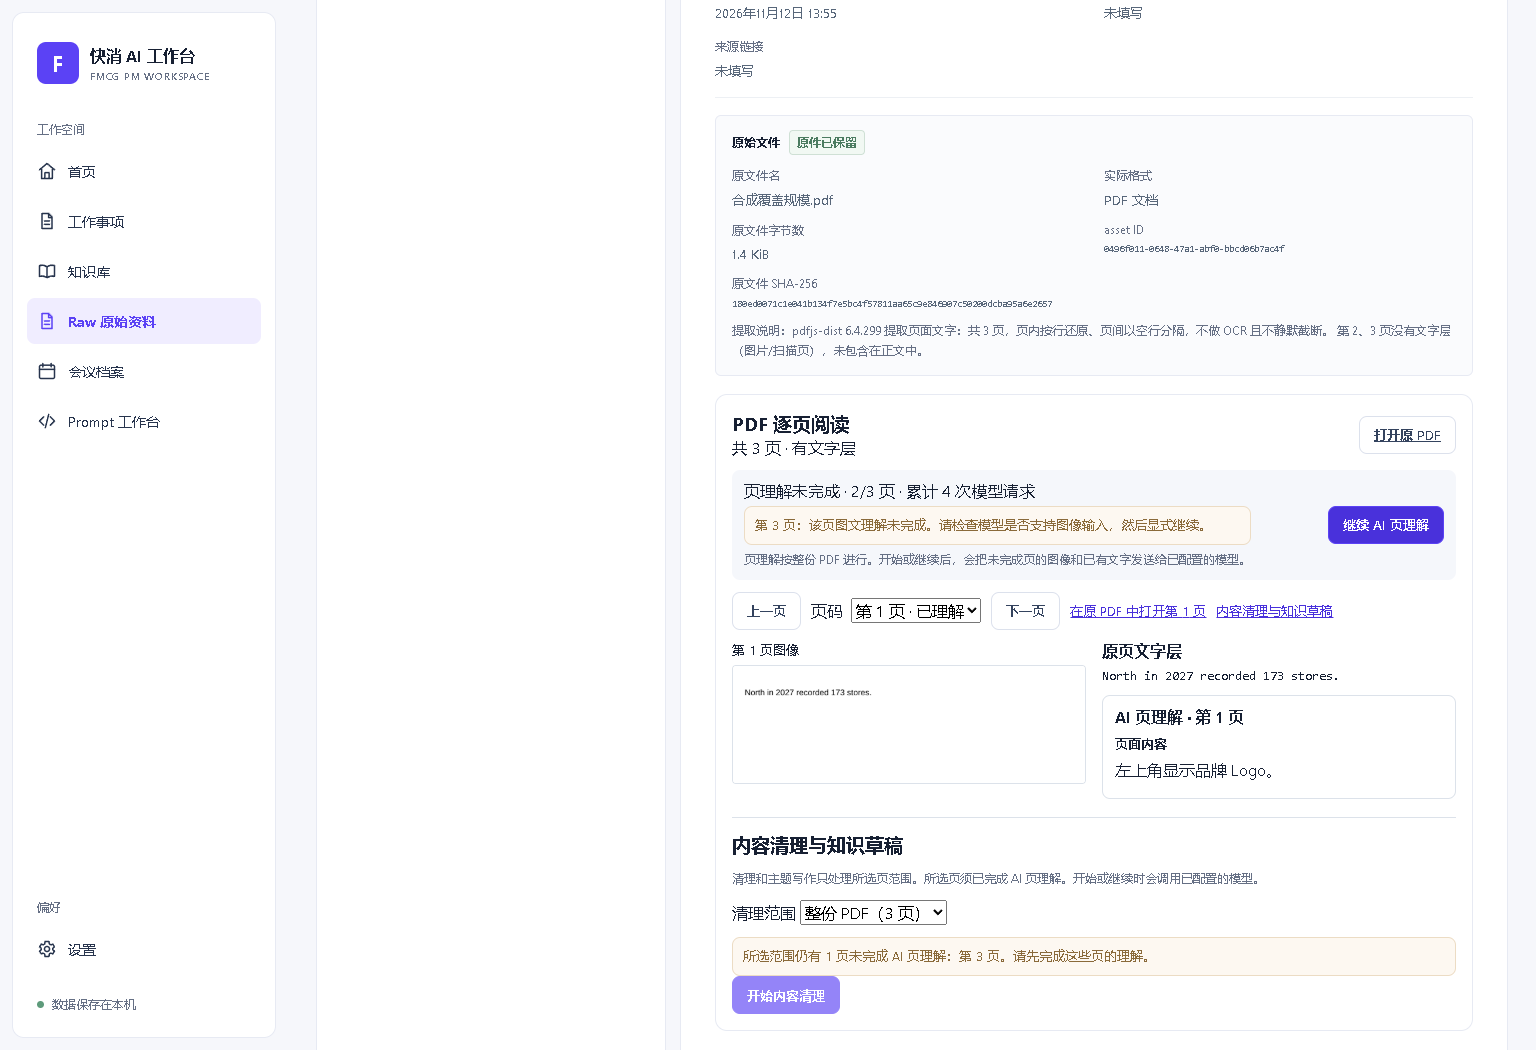 F
快消 AI 工作台
FMCG PM WORKSPACE
工作空间
首页
工作事项
知识库
Raw 原始资料
会议档案
Prompt 工作台
偏好
设置
数据保存在本机
2026年11月12日 13:55
未填写
来源链接
未填写
原始文件
原件已保留
原文件名
合成覆盖规模.pdf
实际格式
PDF 文档
原文件字节数
1.4 KiB
asset ID
0496f011-0648-47a1-abf0-bbcd06b7ac4f
原文件 SHA-256
180ed0071c1e041b134f7e5bc4f57811aa65c9e846907c50200dcba95a6e2657
提取说明：pdfjs-dist 6.4.299 提取页面文字：共 3 页，页内按行还原、页间以空行分隔，不做 OCR 且不静默截断。 第 2、3 页没有文字层
（图片/扫描页），未包含在正文中。
PDF 逐页阅读
共 3 页 · 有文字层
打开原 PDF
页理解未完成 · 2/3 页 · 累计 4 次模型请求
第 3 页：该页图文理解未完成。请检查模型是否支持图像输入，然后显式继续。
页理解按整份 PDF 进行。开始或继续后，会把未完成页的图像和已有文字发送给已配置的模型。
继续 AI 页理解
上一页
页码
第 1 页 · 已理解
下一页
在原 PDF 中打开第 1 页
内容清理与知识草稿
第 1 页图像
North in 2027 recorded 173 stores.
原页文字层
North in 2027 recorded 173 stores.
AI 页理解 · 第 1 页
页面内容
左上角显示品牌 Logo。
内容清理与知识草稿
清理和主题写作只处理所选页范围。所选页须已完成 AI 页理解。开始或继续时会调用已配置的模型。
清理范围
整份 PDF（3 页）
所选范围仍有 1 页未完成 AI 页理解：第 3 页。请先完成这些页的理解。
开始内容清理